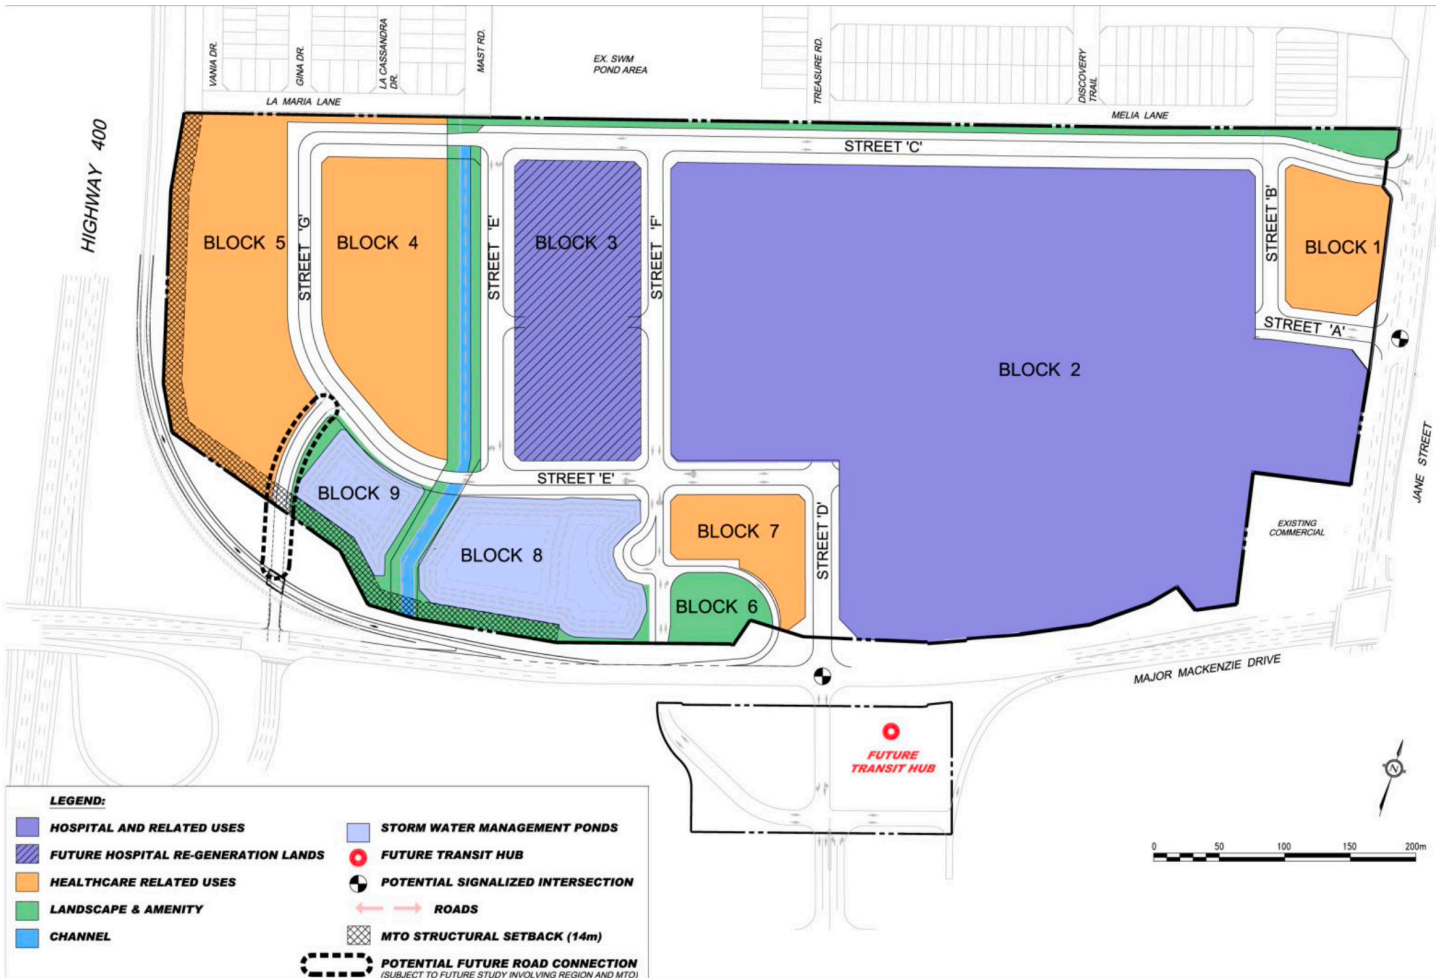 VANIA DR.
GINA DR.
LA CASSANDRA
DR.
MAST RD.
EX. SWM
POND AREA
TREASURE RD.
DISCOVERY
TRAIL
LA MARIA LANE
MELIA LANE
HIGHWAY 400
STREET 'C'
BLOCK 5
STREET 'G'
BLOCK 4
STREET 'E'
BLOCK 3
STREET 'F'
STREET 'B'
BLOCK 1
STREET 'A'
BLOCK 2
JANE STREET
STREET 'E'
BLOCK 9
BLOCK 8
BLOCK 7
STREET 'D'
BLOCK 6
EXISTING
COMMERCIAL
MAJOR MACKENZIE DRIVE
FUTURE
TRANSIT HUB
N
0 50 100 150 200m
LEGEND:
HOSPITAL AND RELATED USES
FUTURE HOSPITAL RE-GENERATION LANDS
HEALTHCARE RELATED USES
LANDSCAPE & AMENITY
CHANNEL
STORM WATER MANAGEMENT PONDS
FUTURE TRANSIT HUB
POTENTIAL SIGNALIZED INTERSECTION
ROADS
MTO STRUCTURAL SETBACK (14m)
POTENTIAL FUTURE ROAD CONNECTION
(SUBJECT TO FUTURE STUDY INVOLVING REGION AND MTO)